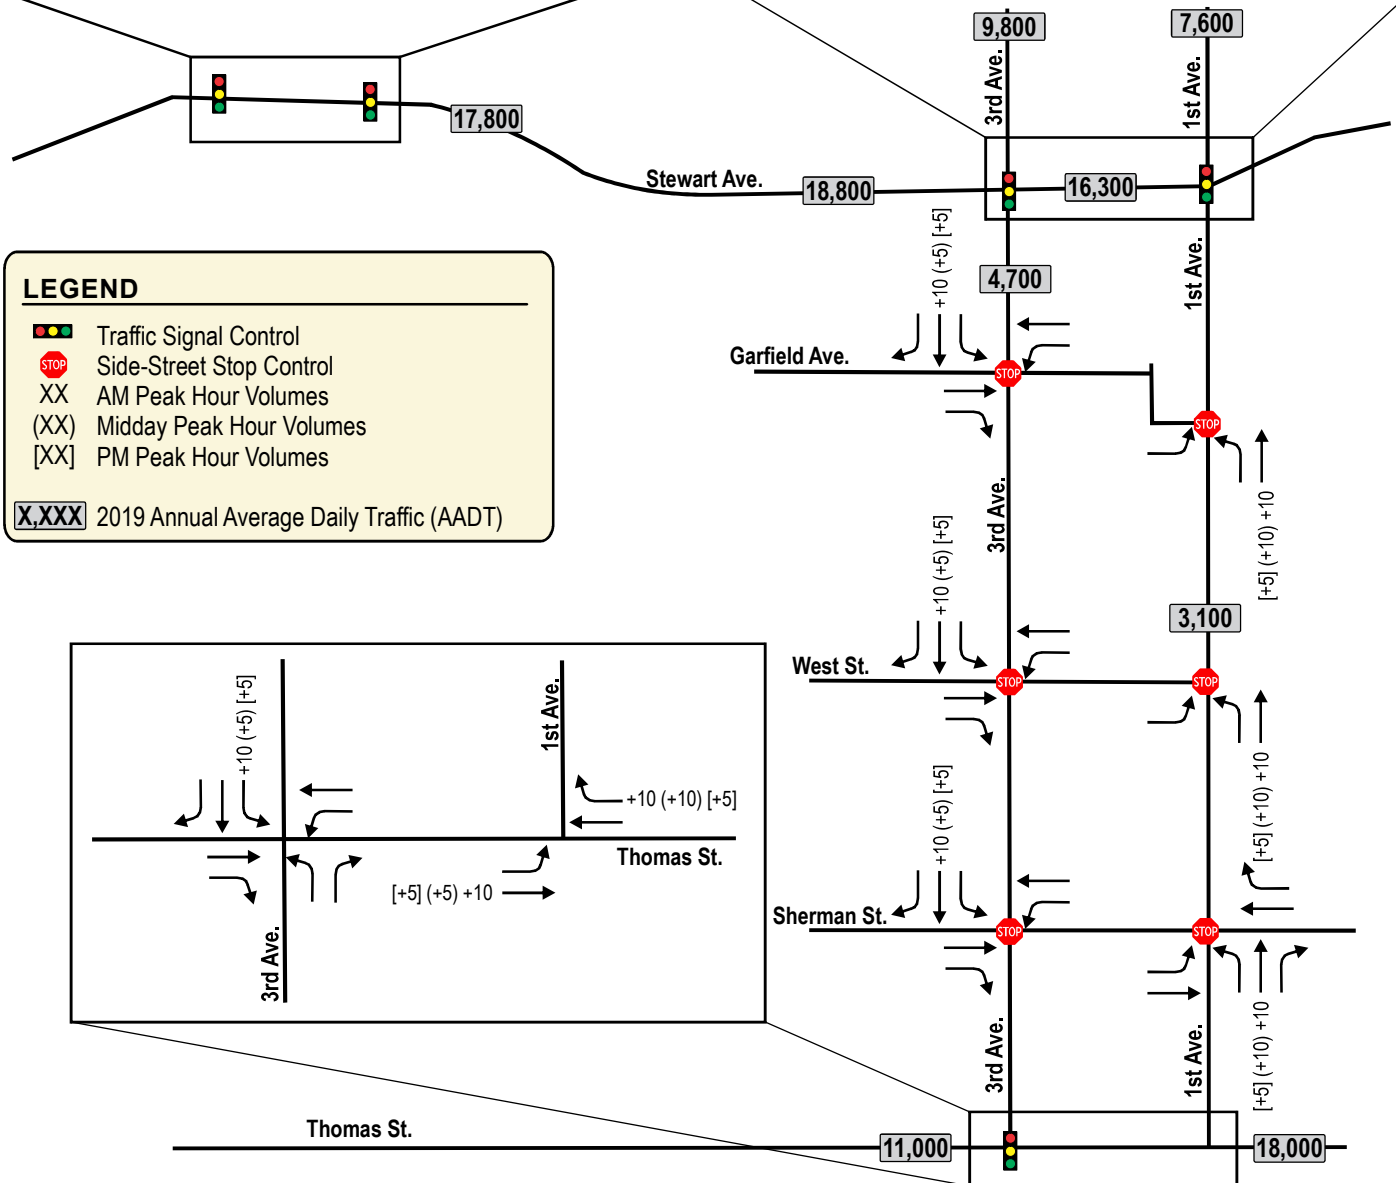 9,800
7,600
3rd Ave.
1st Ave.
17,800
Stewart Ave.
18,800
16,300
+10 (+5) [+5]
4,700
1st Ave.
LEGEND
Traffic Signal Control
STOP Side-Street Stop Control
XX AM Peak Hour Volumes
(XX) Midday Peak Hour Volumes
[XX] PM Peak Hour Volumes
X,XXX 2019 Annual Average Daily Traffic (AADT)
Garfield Ave.
STOP
STOP
3rd Ave.
[+5] (+10) +10
+10 (+5) [+5]
3,100
West St.
STOP
STOP
+10 (+5) [+5]
1st Ave.
+10 (+10) [+5]
Thomas St.
[+5] (+5) +10
3rd Ave.
+10 (+5) [+5]
[+5] (+10) +10
Sherman St.
STOP
STOP
3rd Ave.
1st Ave.
[+5] (+10) +10
Thomas St.
11,000
18,000